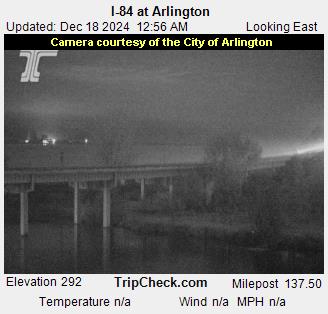 I-84 at Arlington
Updated: Dec 18 2024 12:56 AM Looking East
Camera courtesy of the City of Arlington
Elevation 292 TripCheck.com Milepost 137.50
Temperature n/a Wind n/a MPH n/a